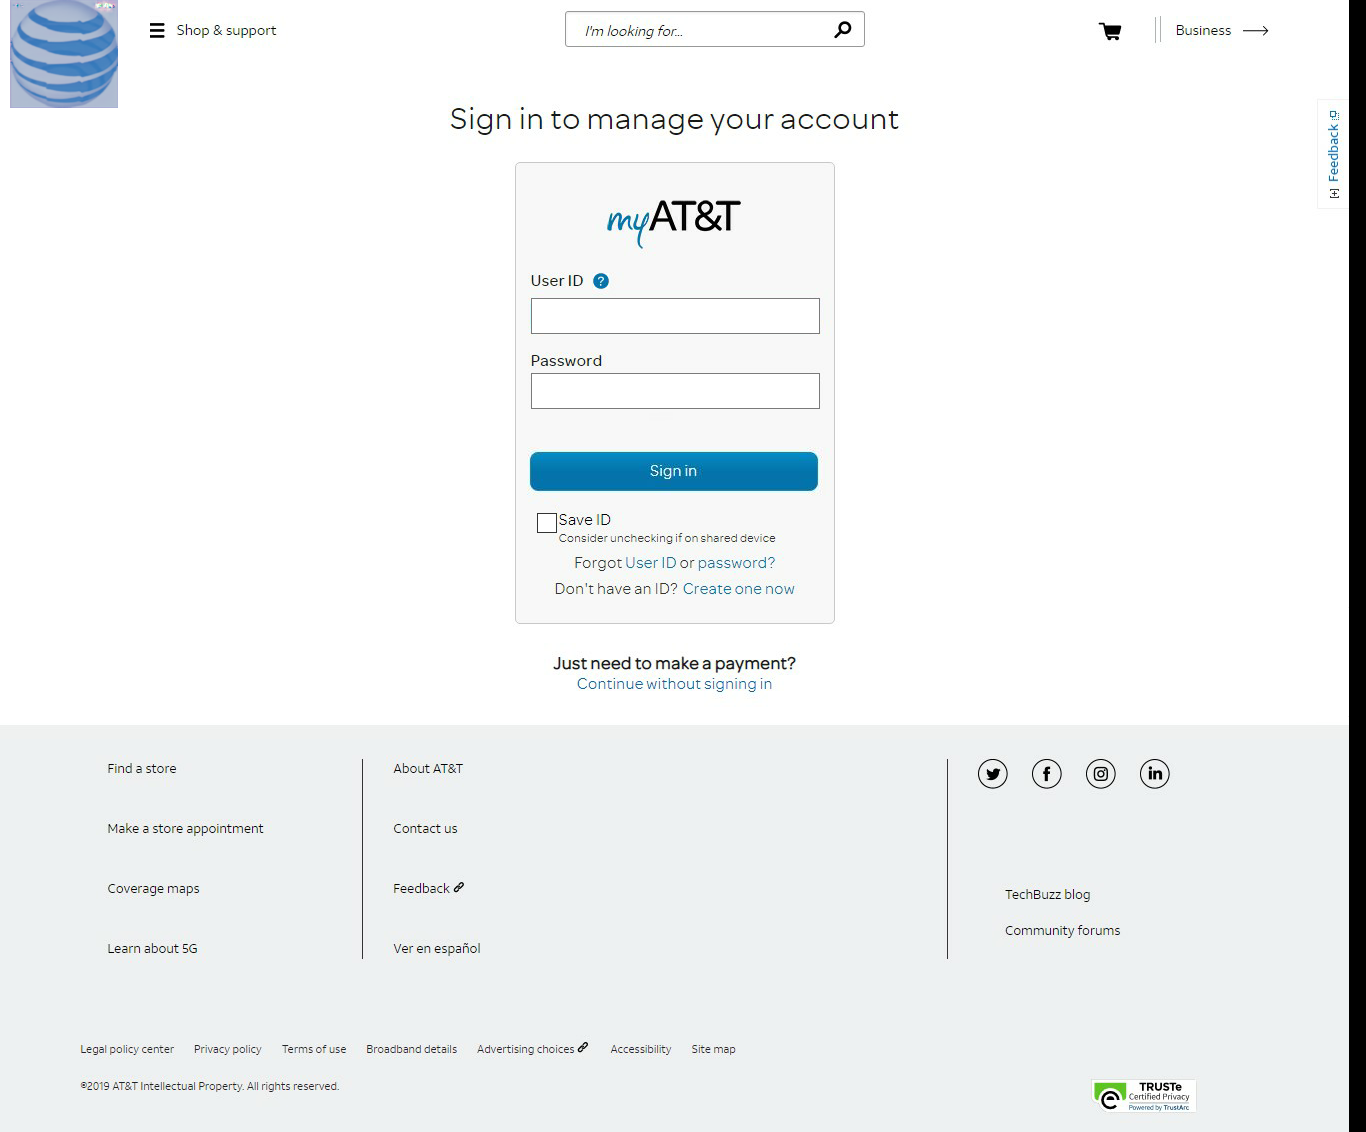 Shop & support
I'm looking for...
Business
Feedback
Sign in to manage your account
myAT&T
User ID ?
Password
Sign in
Save ID
Consider unchecking if on shared device
Forgot User ID or password?
Don't have an ID? Create one now
Just need to make a payment?
Continue without signing in
Find a store
Make a store appointment
Coverage maps
Learn about 5G
About AT&T
Contact us
Feedback
Ver en español
TechBuzz blog
Community forums
Legal policy center Privacy policy Terms of use Broadband details Advertising choices Accessibility Site map
©2019 AT&T Intellectual Property. All rights reserved.
TRUSTe
Certified Privacy
Powered by TrustArc